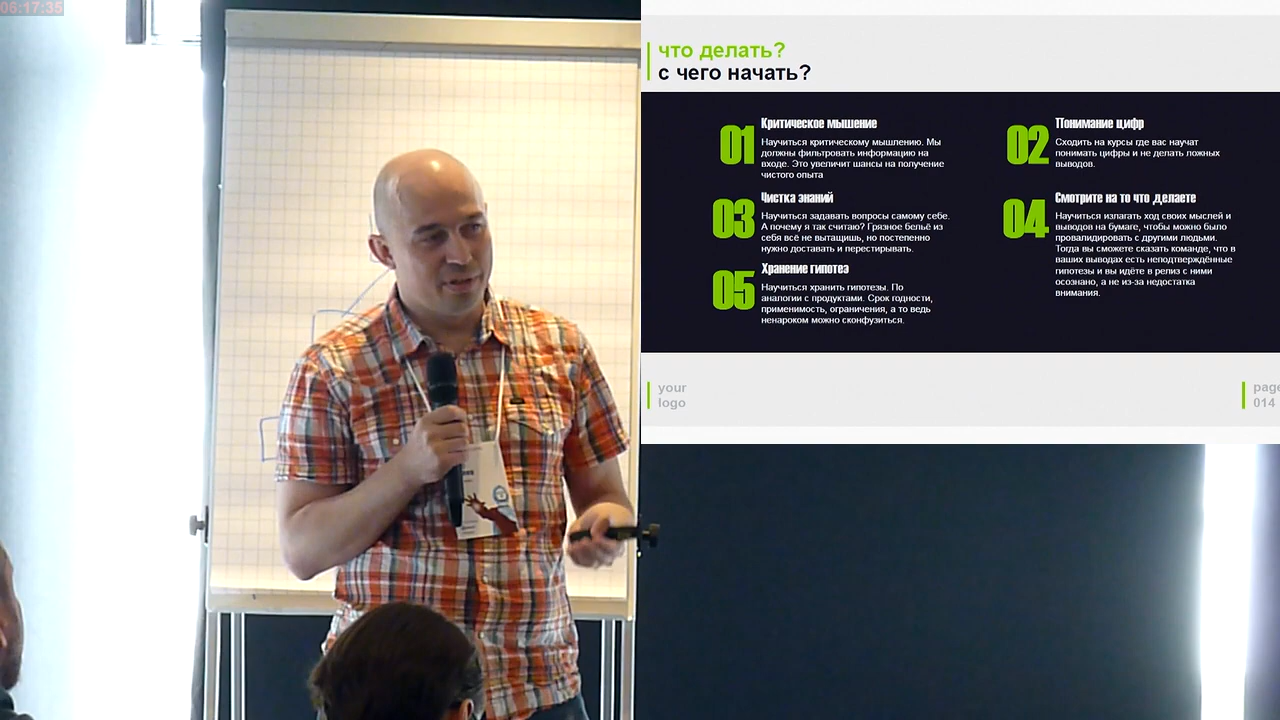 06:17:35
что делать?
с чего начать?
01
Критическое мышление
Научиться критическому мышлению. Мы
должны фильтровать информацию на
входе. Это увеличит шансы на получение
чистого опыта
02
Понимание цифр
Сходить на курсы где вас научат
понимать цифры и не делать ложных
выводов.
03
Чистка знаний
Научиться задавать вопросы самому себе.
А почему я так считаю? Грязное бельё из
себя всё не вытащишь, но постепенно
нужно доставать и перестирывать.
04
Смотрите на то что делаете
Научиться излагать ход своих мыслей и
выводов на бумаге, чтобы можно было
провалидировать с другими людьми.
Тогда вы сможете сказать команде, что в
ваших выводах есть неподтверждённые
гипотезы и вы идёте в релиз с ними
осознано, а не из-за недостатка
внимания.
05
Хранение гипотез
Научиться хранить гипотезы. По
аналогии с продуктами. Срок годности,
применимость, ограничения, а то ведь
ненароком можно сконфузиться.
your
logo
page
014